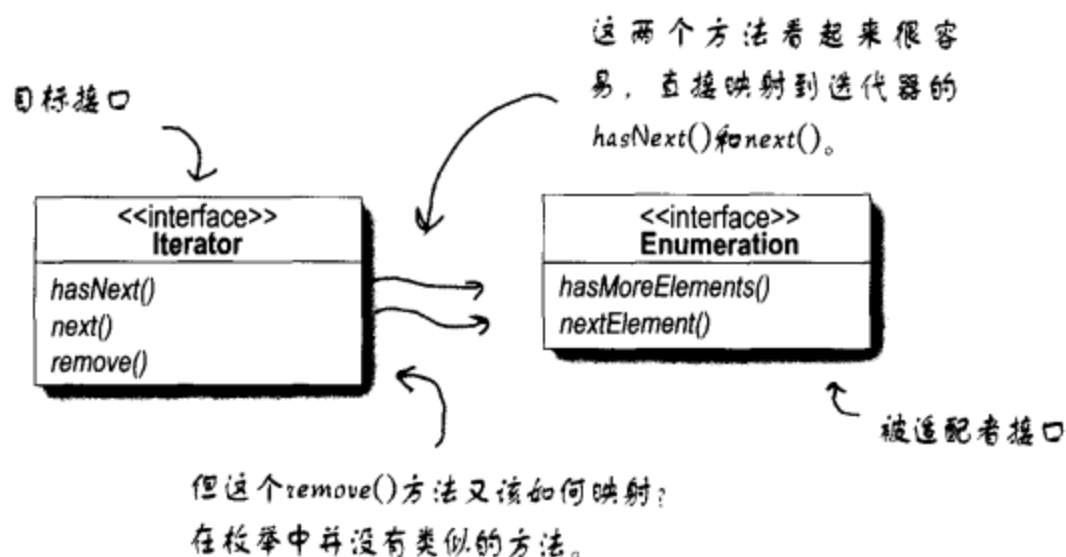 这两个方法看起来很容
易，直接映射到迭代器的
hasNext()和next()。
目标接口
<<interface>>
Iterator
hasNext()
next()
remove()
<<interface>>
Enumeration
hasMoreElements()
nextElement()
被适配者接口
但这个remove()方法又该如何映射？
在枚举中并没有类似的方法。